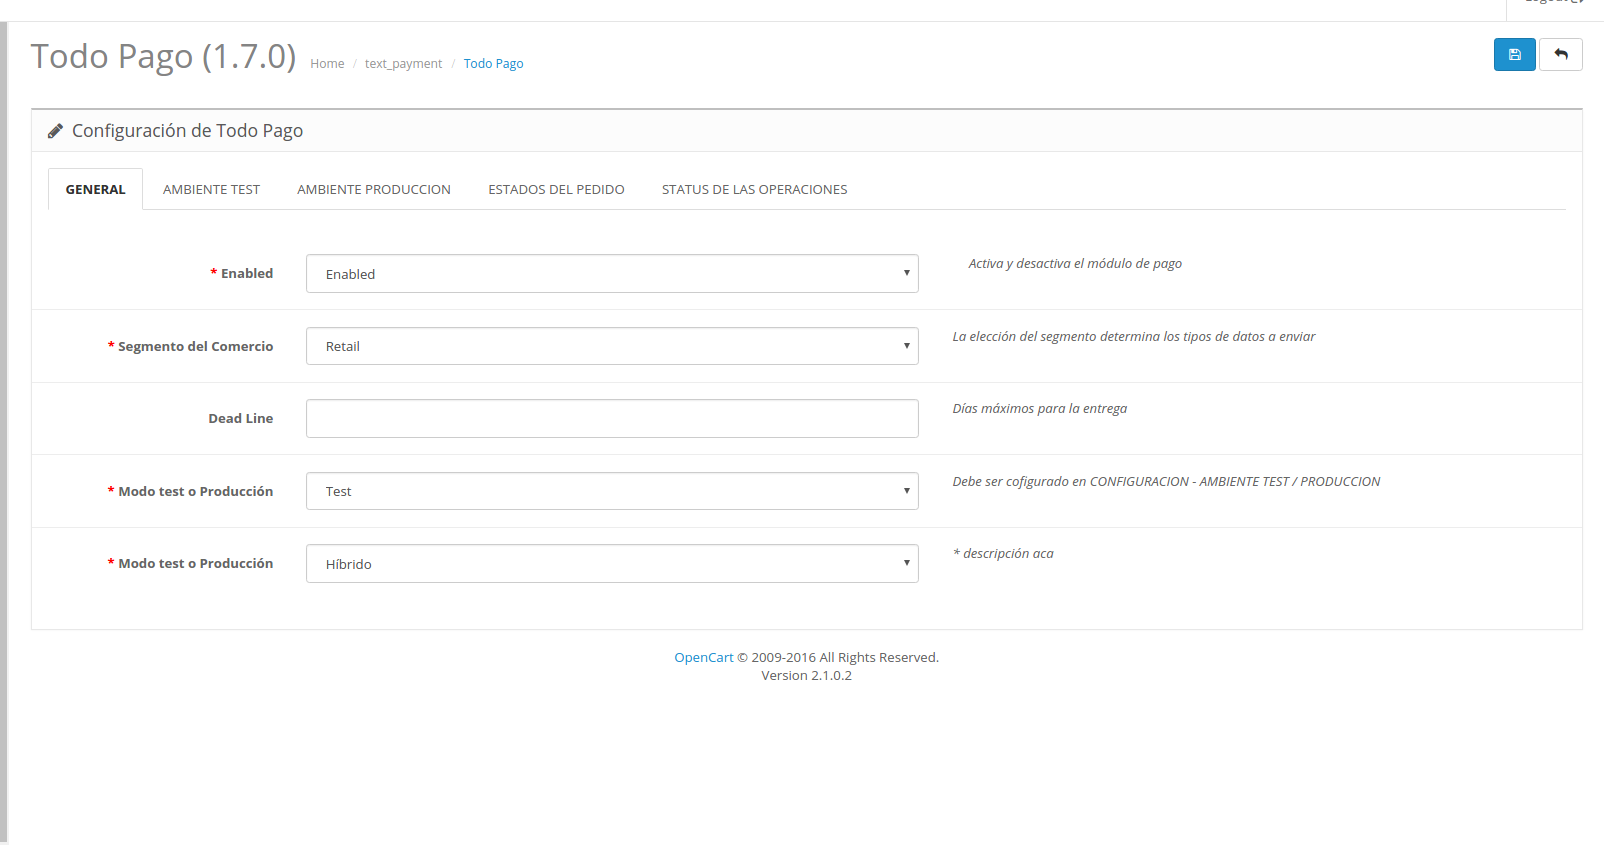 Logout
Todo Pago (1.7.0) Home / text_payment / Todo Pago
Configuración de Todo Pago
GENERAL AMBIENTE TEST AMBIENTE PRODUCCION ESTADOS DEL PEDIDO STATUS DE LAS OPERACIONES
* Enabled Enabled Activa y desactiva el módulo de pago
* Segmento del Comercio Retail La elección del segmento determina los tipos de datos a enviar
Dead Line Días máximos para la entrega
* Modo test o Producción Test Debe ser cofigurado en CONFIGURACION - AMBIENTE TEST / PRODUCCION
* Modo test o Producción Híbrido * descripción aca
OpenCart © 2009-2016 All Rights Reserved.
Version 2.1.0.2